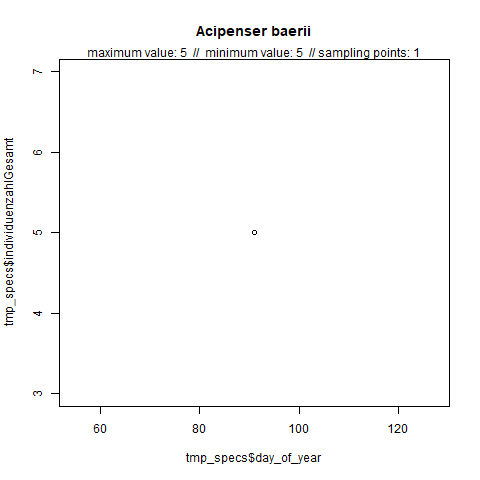 Acipenser baerii
maximum value: 5 // minimum value: 5 // sampling points: 1
7
6
5
4
3
tmp_specs$individuenzahlGesamt
60 80 100 120
tmp_specs$day_of_year